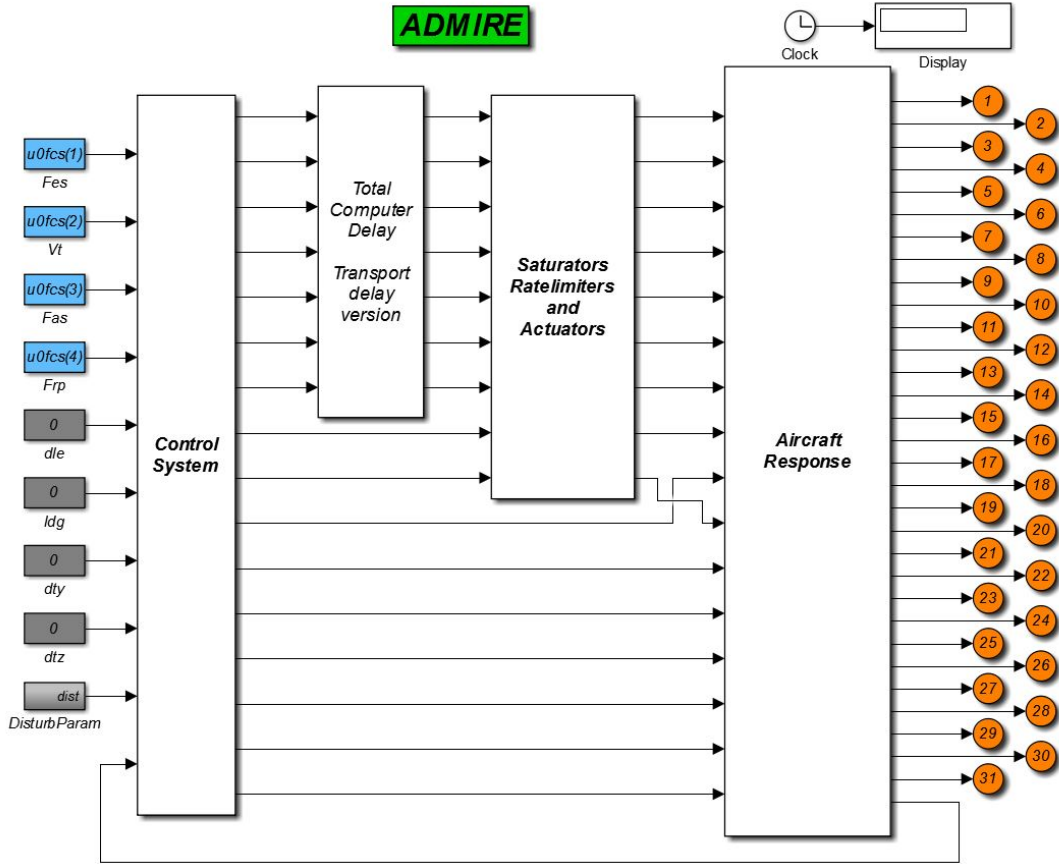 ADMIRE
Clock
Display
u0fcs(1)
Fes
u0fcs(2)
Vt
u0fcs(3)
Fas
u0fcs(4)
Frp
0
dle
0
ldg
0
dty
0
dtz
dist
DisturbParam
Control
System
Total
Computer
Delay
Transport
delay
version
Saturators
Ratelimiters
and
Actuators
Aircraft
Response
1
2
3
4
5
6
7
8
9
10
11
12
13
14
15
16
17
18
19
20
21
22
23
24
25
26
27
28
29
30
31